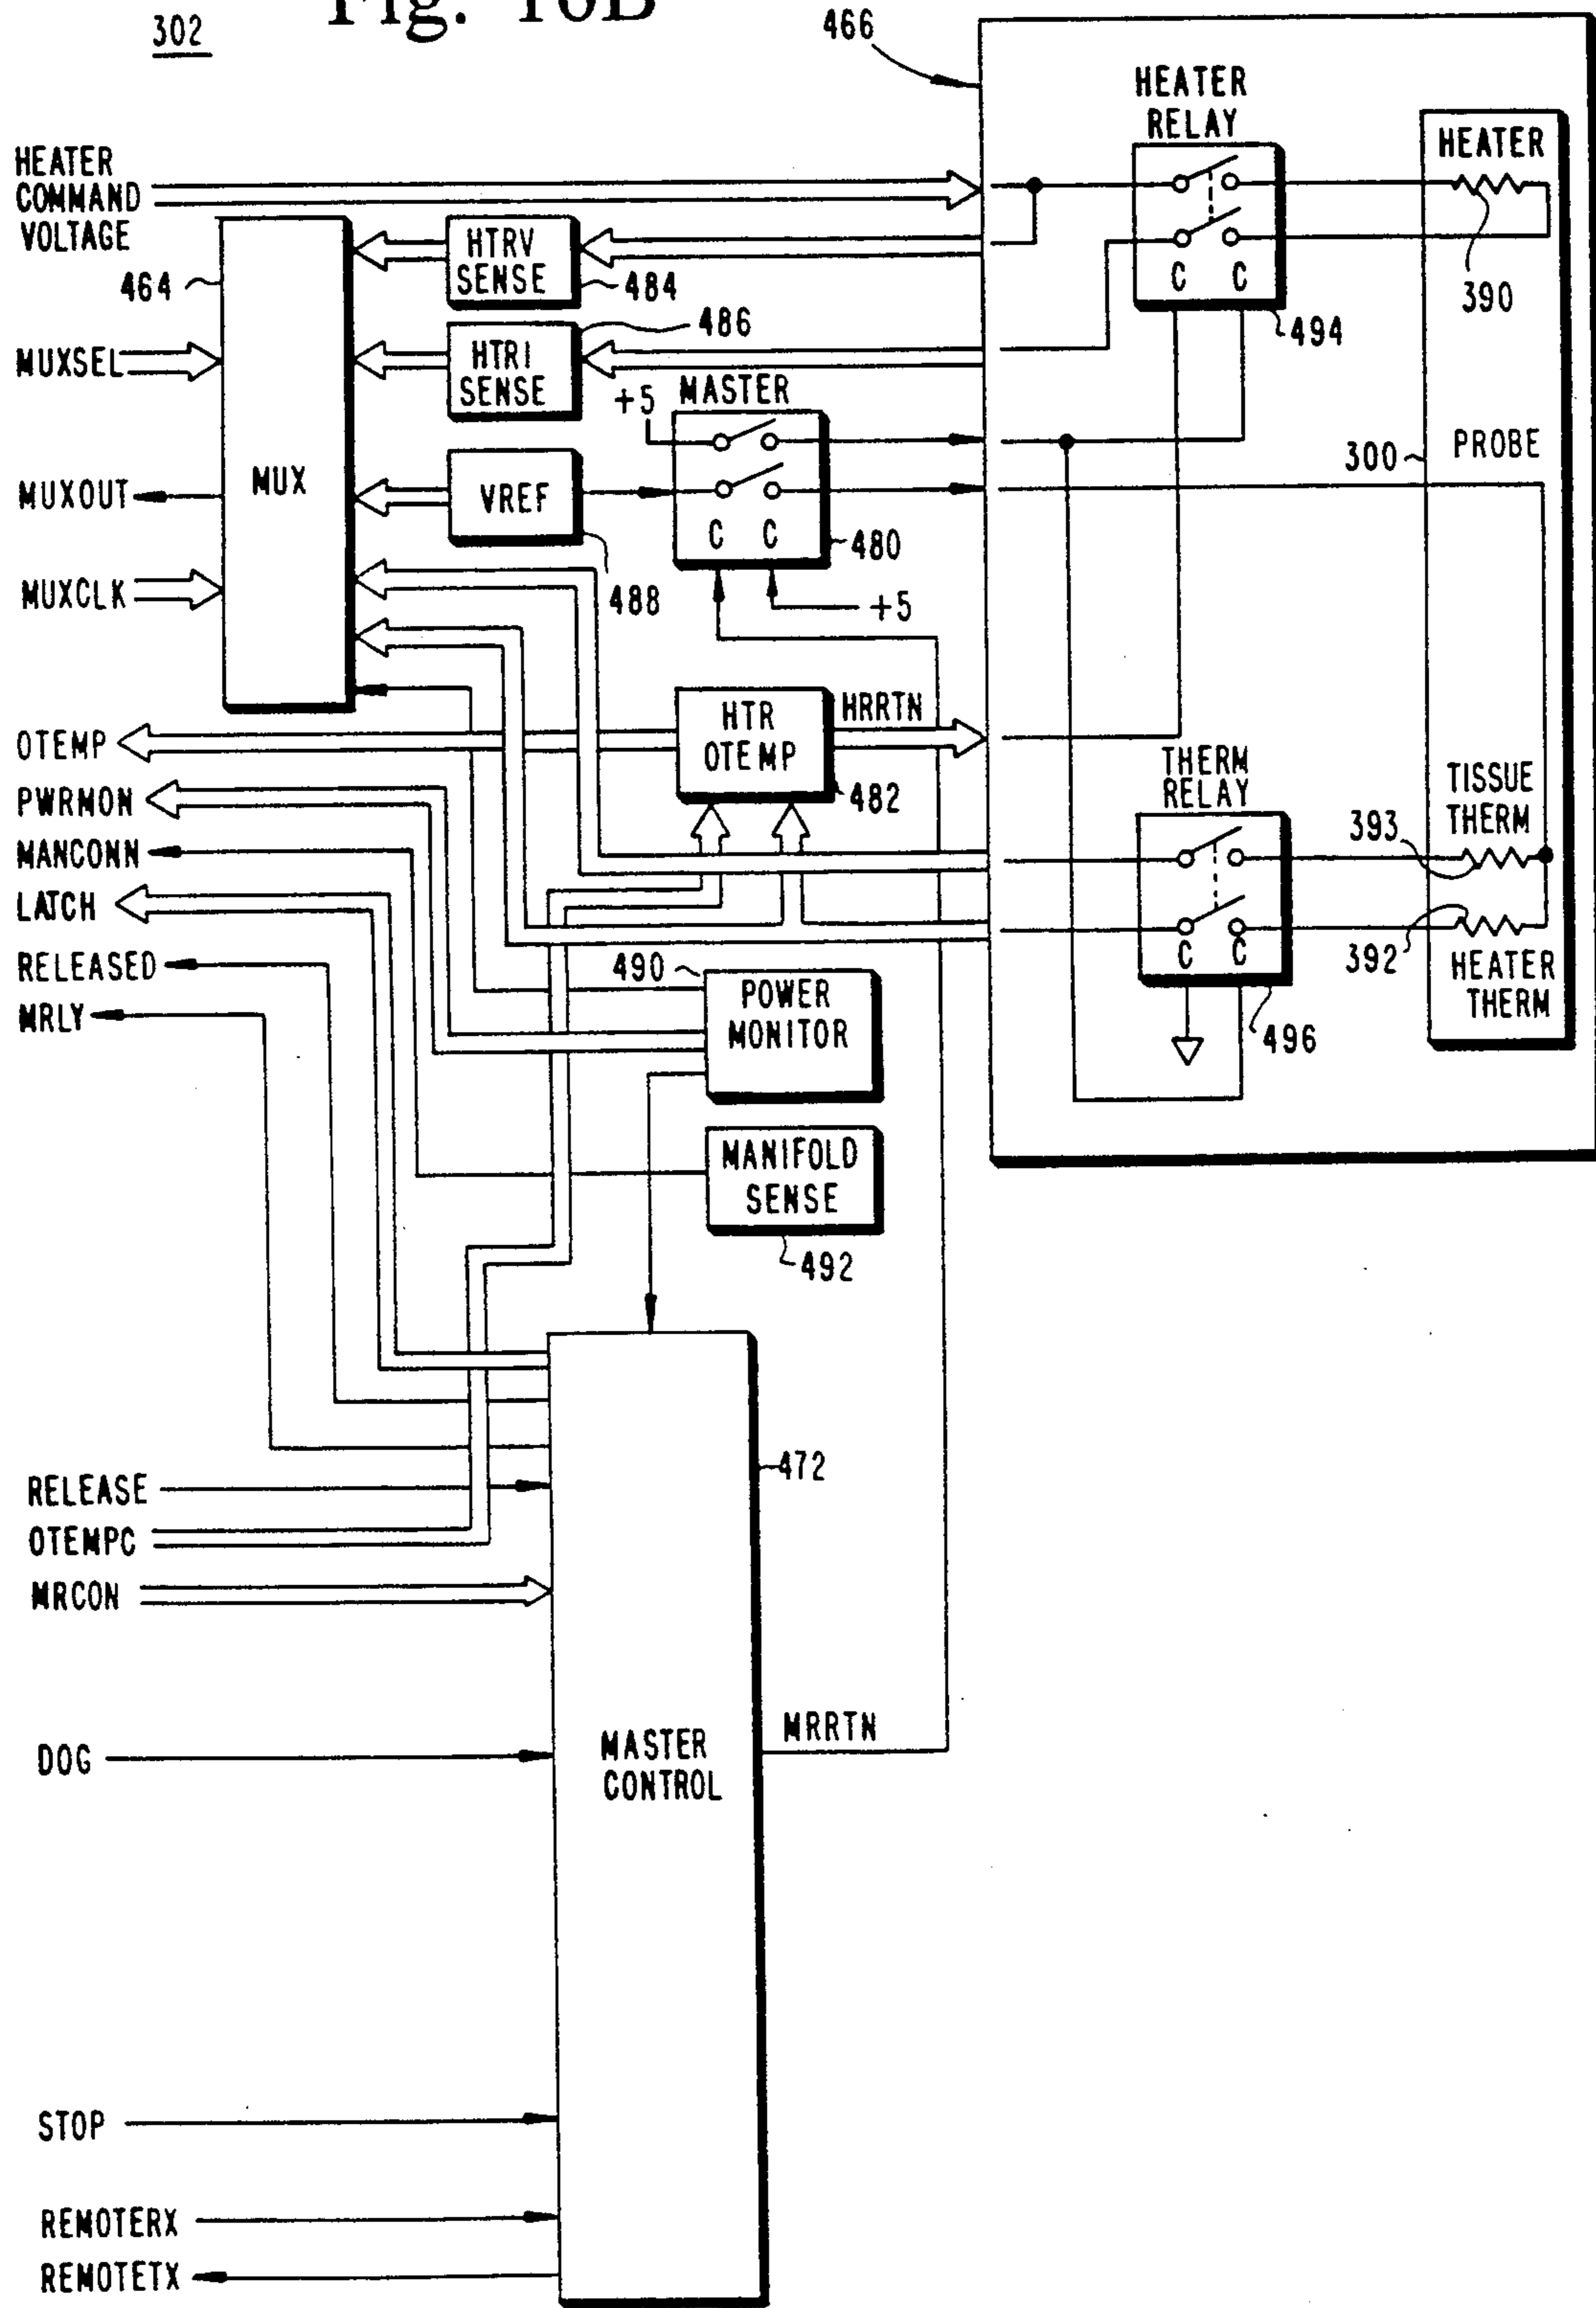 Fig. 16B
302
466
HEATER
RELAY
HEATER
COMMAND
VOLTAGE
HEATER
464
HTRV
SENSE
484
C C
390
494
486
MUXSEL
HTRI
SENSE
MASTER
+5
MUX
300
PROBE
MUXOUT
VREF
C C
480
MUXCLK
488
+5
OTEMP
HTR
OTEMP
HRRTN
482
THERM
RELAY
TISSUE
THERM
PWRMON
393
MANCONN
LATCH
C C
392
HEATER
THERM
RELEASED
490
POWER
MONITOR
496
MRLY
MANIFOLD
SENSE
492
472
RELEASE
OTEMPC
MRCON
MRRTN
DOG
MASTER
CONTROL
STOP
REMOTERX
REMOTETX